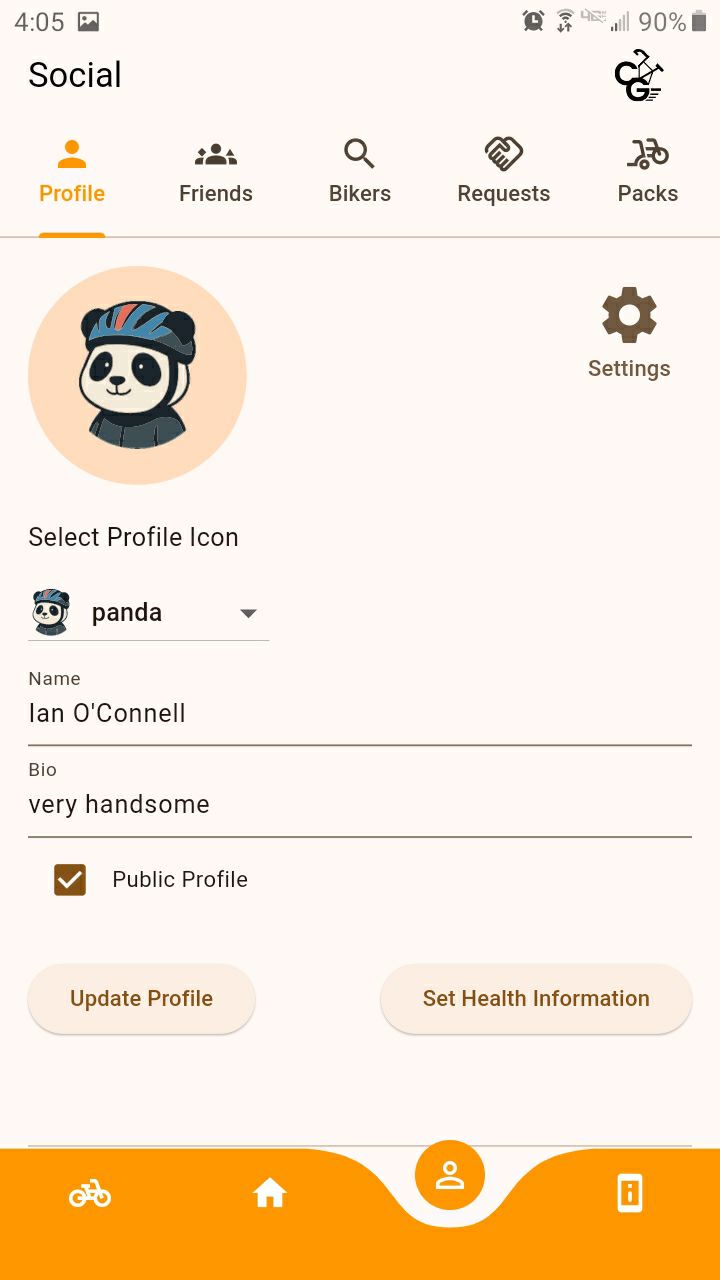 4:05 4G 90%
Social
CG
Profile Friends Bikers Requests Packs
Settings
Select Profile Icon
panda
Name
Ian O'Connell
Bio
very handsome
Public Profile
Update Profile Set Health Information